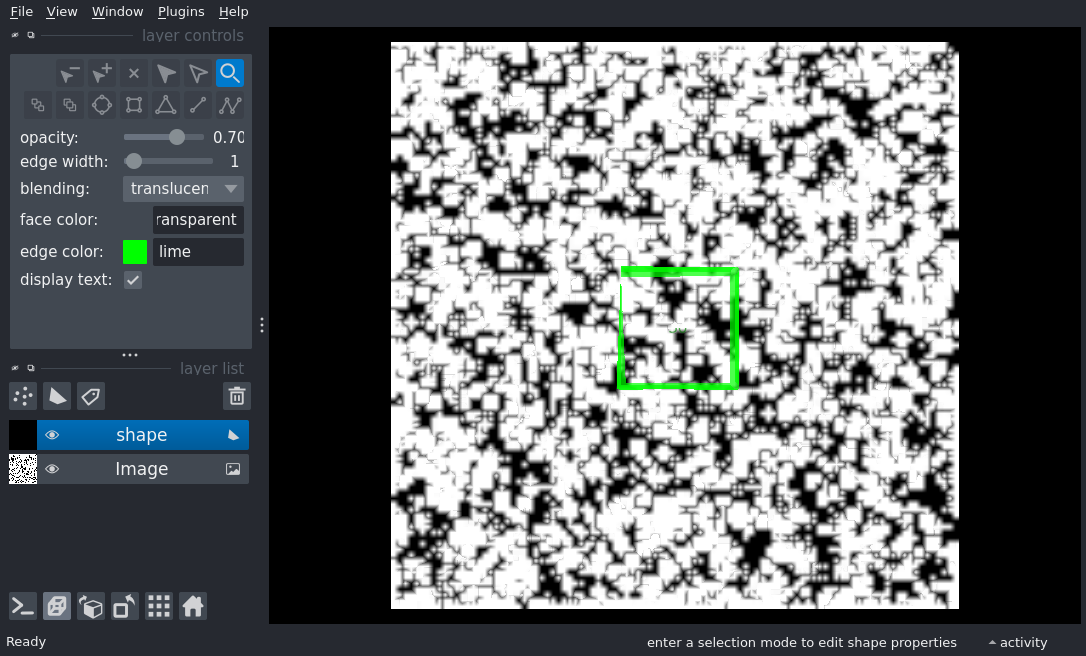 File View Window Plugins Help
layer controls
opacity: 0.70
edge width: 1
blending: translucen
face color: ransparent
edge color: lime
display text:
layer list
shape
Image
Ready
enter a selection mode to edit shape properties
activity